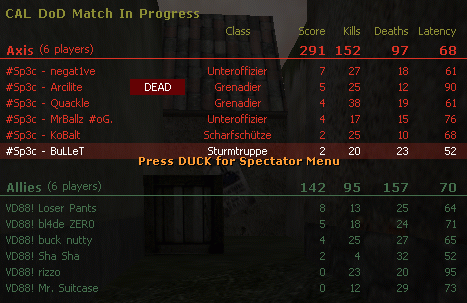 CAL DoD Match In Progress
Class Score Kills Deaths Latency
Axis (6 players) 291 152 97 68
#Sp3c - negat1ve Unteroffizier 7 27 18 61
#Sp3c - Arcilite DEAD Grenadier 5 25 12 90
#Sp3c - Quackle Grenadier 4 38 19 61
#Sp3c - MrBallz #oG. Unteroffizier 4 17 15 76
#Sp3c - KoBalt Scharfschütze 2 25 10 68
#Sp3c - BuLLeT Sturmtruppe 2 20 23 52
Press DUCK for Spectator Menu
Allies (6 players) 142 95 157 70
VD88! Loser Pants 8 13 25 64
VD88! bl4de ZER0 5 18 24 71
VD88! buck nutty 4 25 27 65
VD88! Sha Sha 2 4 32 52
VD88! rizzo 0 23 20 95
VD88! Mr. Suitcase 0 12 29 73